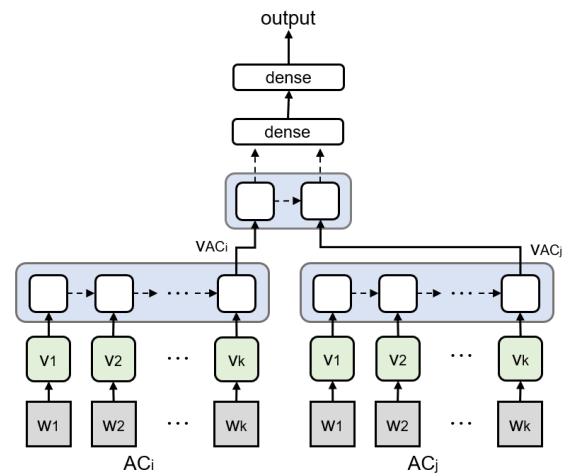 output
dense
dense
VACi VACj
V1 V2 ... Vk V1 V2 ... Vk
W1 W2 ... Wk W1 W2 ... Wk
ACi ACj